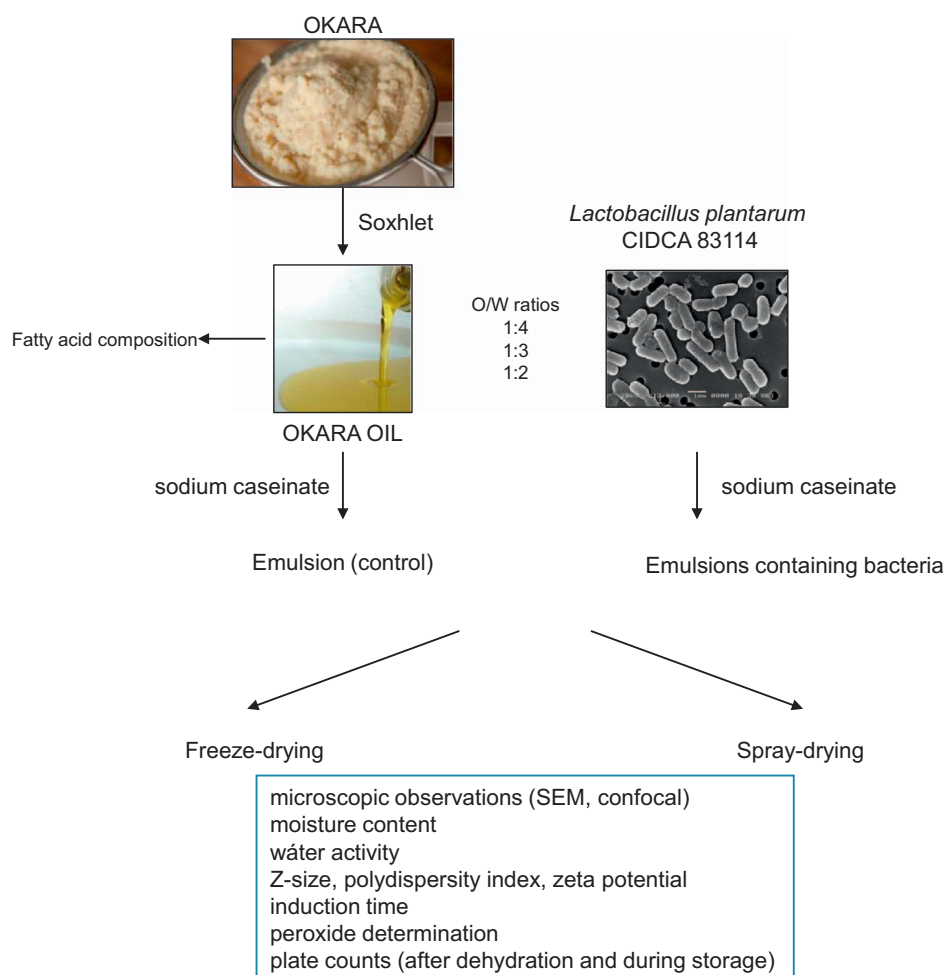 OKARA
Soxhlet
Lactobacillus plantarum
CIDCA 83114
O/W ratios
1:4
1:3
1:2
Fatty acid composition
OKARA OIL
sodium caseinate
sodium caseinate
Emulsion (control)
Emulsions containing bacteria
Freeze-drying
Spray-drying
microscopic observations (SEM, confocal)
moisture content
wáter activity
Z-size, polydispersity index, zeta potential
induction time
peroxide determination
plate counts (after dehydration and during storage)